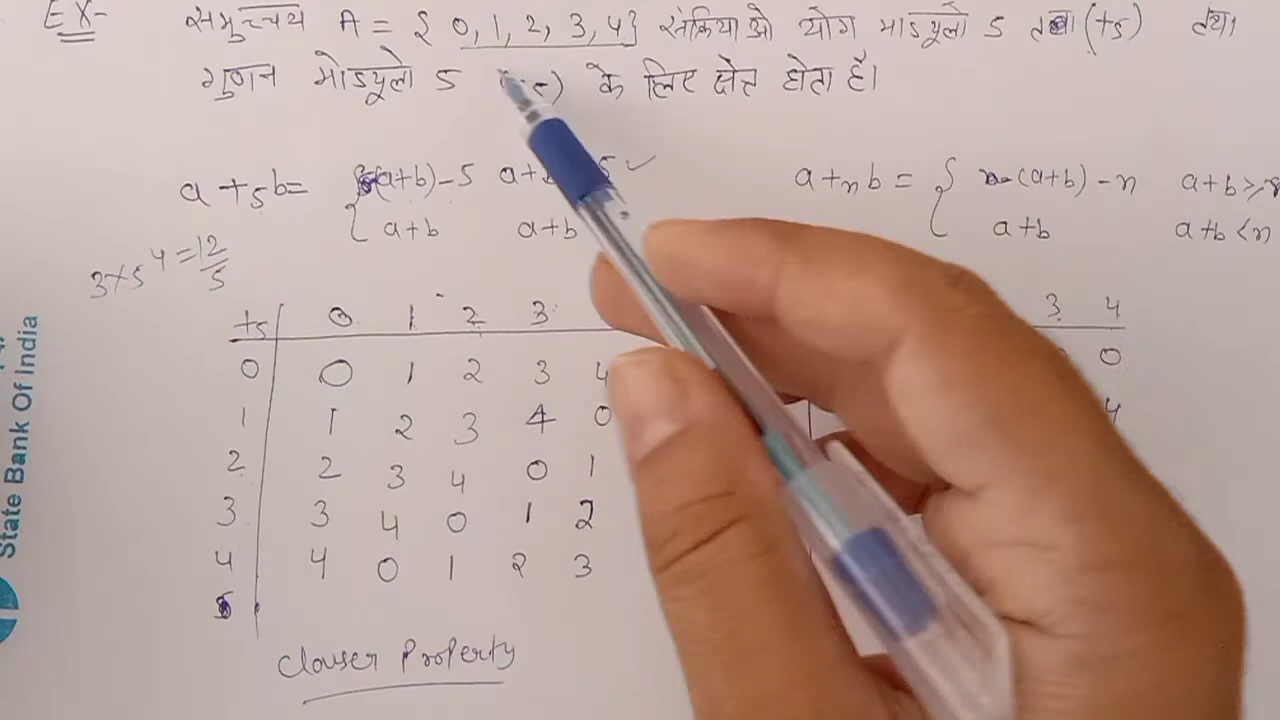 EX- समुच्चय A = { 0, 1, 2, 3, 4} संक्रियाओ योग माड्यूलो 5 (+5) तथा
गुणन मोड्यूलो 5 के लिए क्षेत्र होता है।
a +5 b = (a+b) - 5
a+b a+b
a +n b = { (a+b) - n a+b ≥
a+b a+b < n
3 ×5 4 = 12/5
+5 0 1 2 3
0 0 1 2 3 4
1 1 2 3 4 0
2 2 3 4 0 1
3 3 4 0 1 2
4 4 0 1 2 3
3 4
0
4
Clouser Property
State Bank Of India